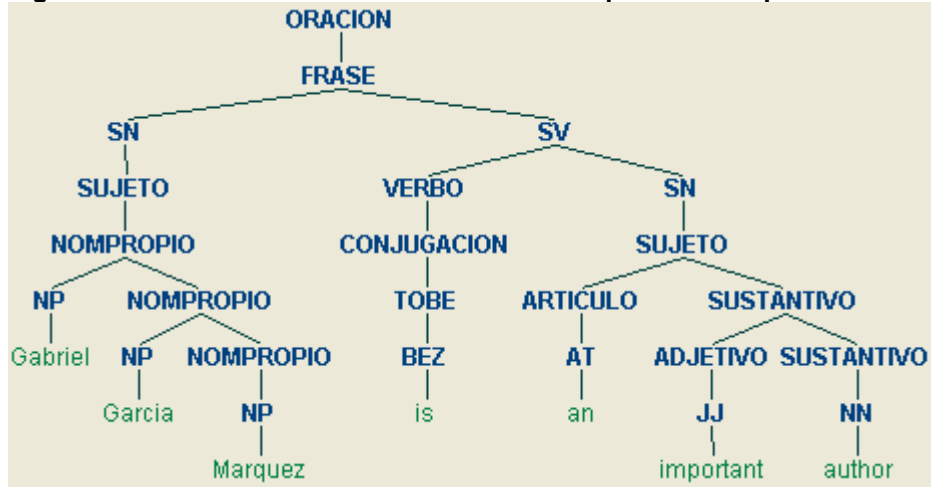 ORACION
FRASE
SN SV
SUJETO VERBO SN
NOMPROPIO CONJUGACION SUJETO
NP NOMPROPIO TOBE ARTICULO SUSTANTIVO
Gabriel NP NOMPROPIO BEZ AT ADJETIVO SUSTANTIVO
Garcia NP is an JJ NN
Marquez important author